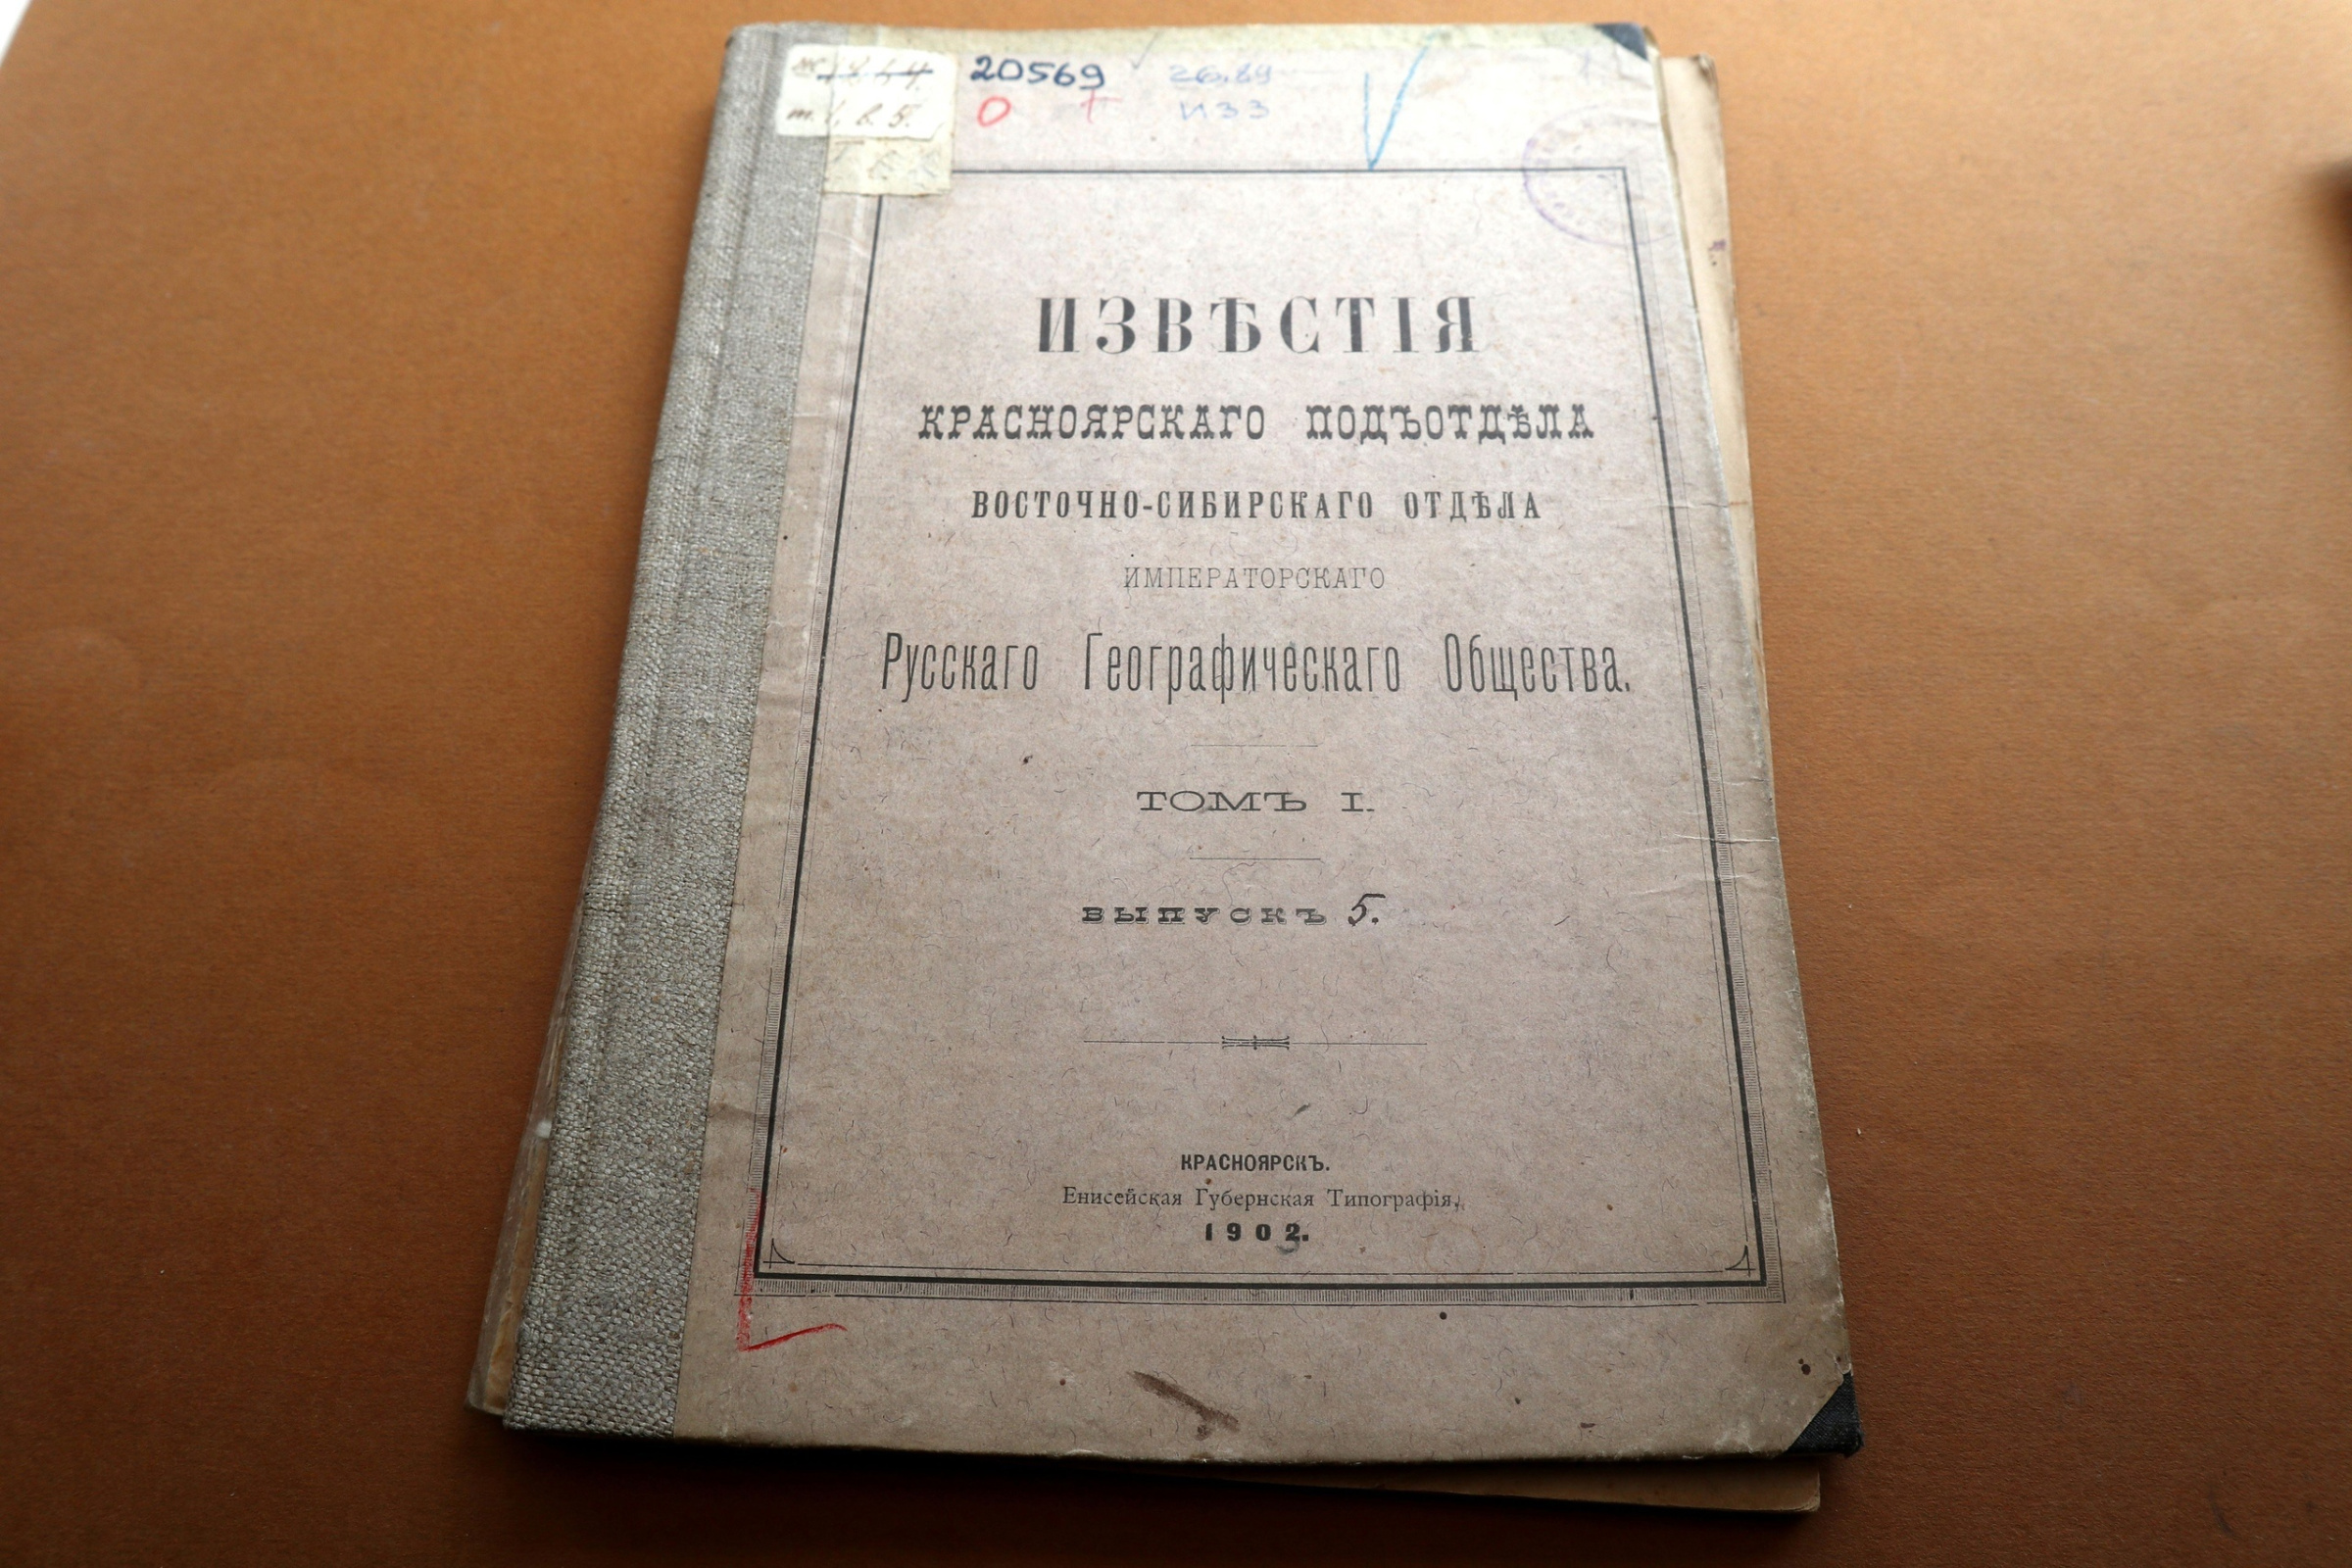 20569 26.89
О + ИЗЗ
т. I, в. 5.
ИЗВѢСТІЯ
КРАСНОЯРСКАГО ПОДЪОТДѢЛА
ВОСТОЧНО-СИБИРСКАГО ОТДѢЛА
ИМПЕРАТОРСКАГО
Русскаго Географическаго Общества.
ТОМЪ I.
ВЫПУСКЪ 5.
КРАСНОЯРСКЪ.
Енисейская Губернская Типографія.
1902.